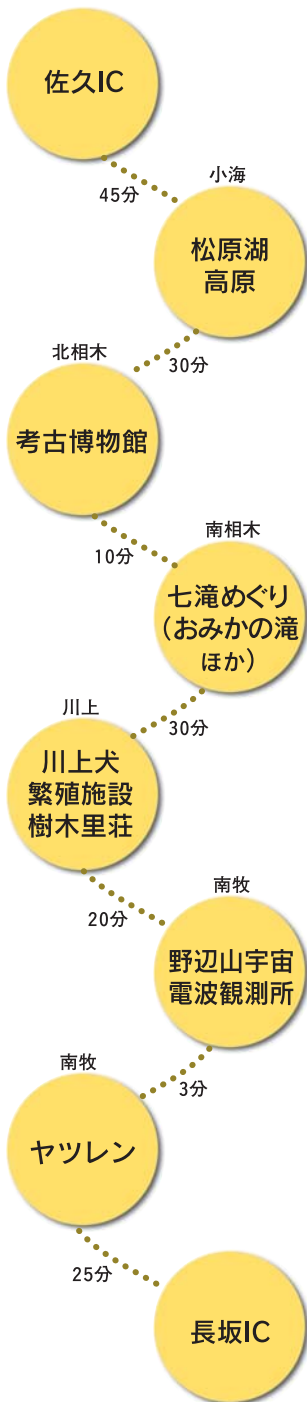 佐久IC
45分
小海
松原湖
高原
30分
北相木
考古博物館
10分
南相木
七滝めぐり
（おみかの滝
ほか）
30分
川上
川上犬
繁殖施設
樹木里荘
20分
南牧
野辺山宇宙
電波観測所
3分
南牧
ヤツレン
25分
長坂IC